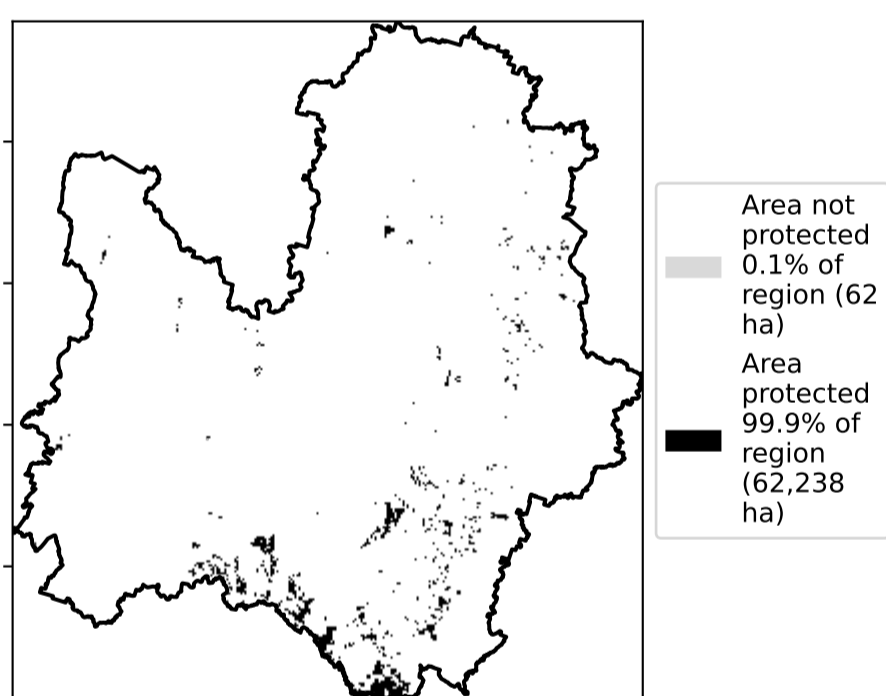 Area not
protected
0.1% of
region (62
ha)
Area
protected
99.9% of
region
(62,238
ha)